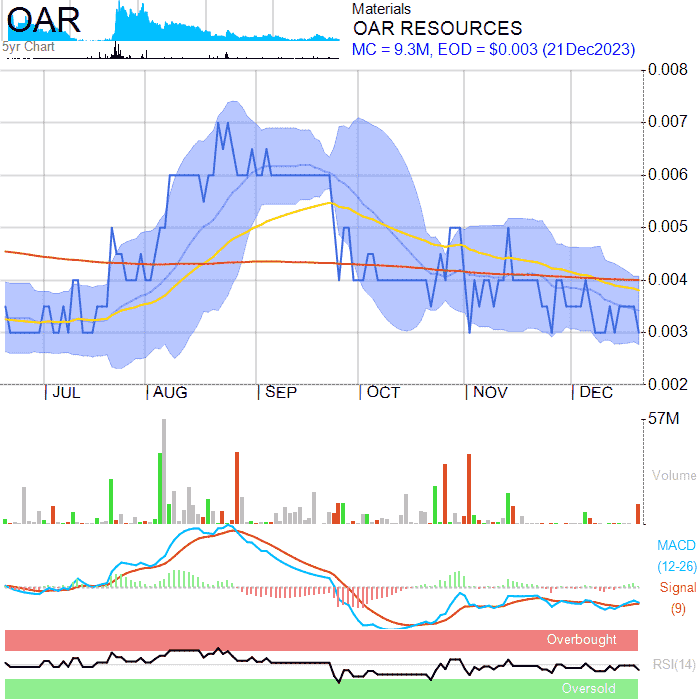 OAR
5yr Chart
Materials
OAR RESOURCES
MC = 9.3M, EOD = $0.003 (21Dec2023)
0.008
0.007
0.006
0.005
0.004
0.003
0.002
JUL AUG SEP OCT NOV DEC
57M
Volume
MACD
(12-26)
Signal
(9)
Overbought
RSI(14)
Oversold